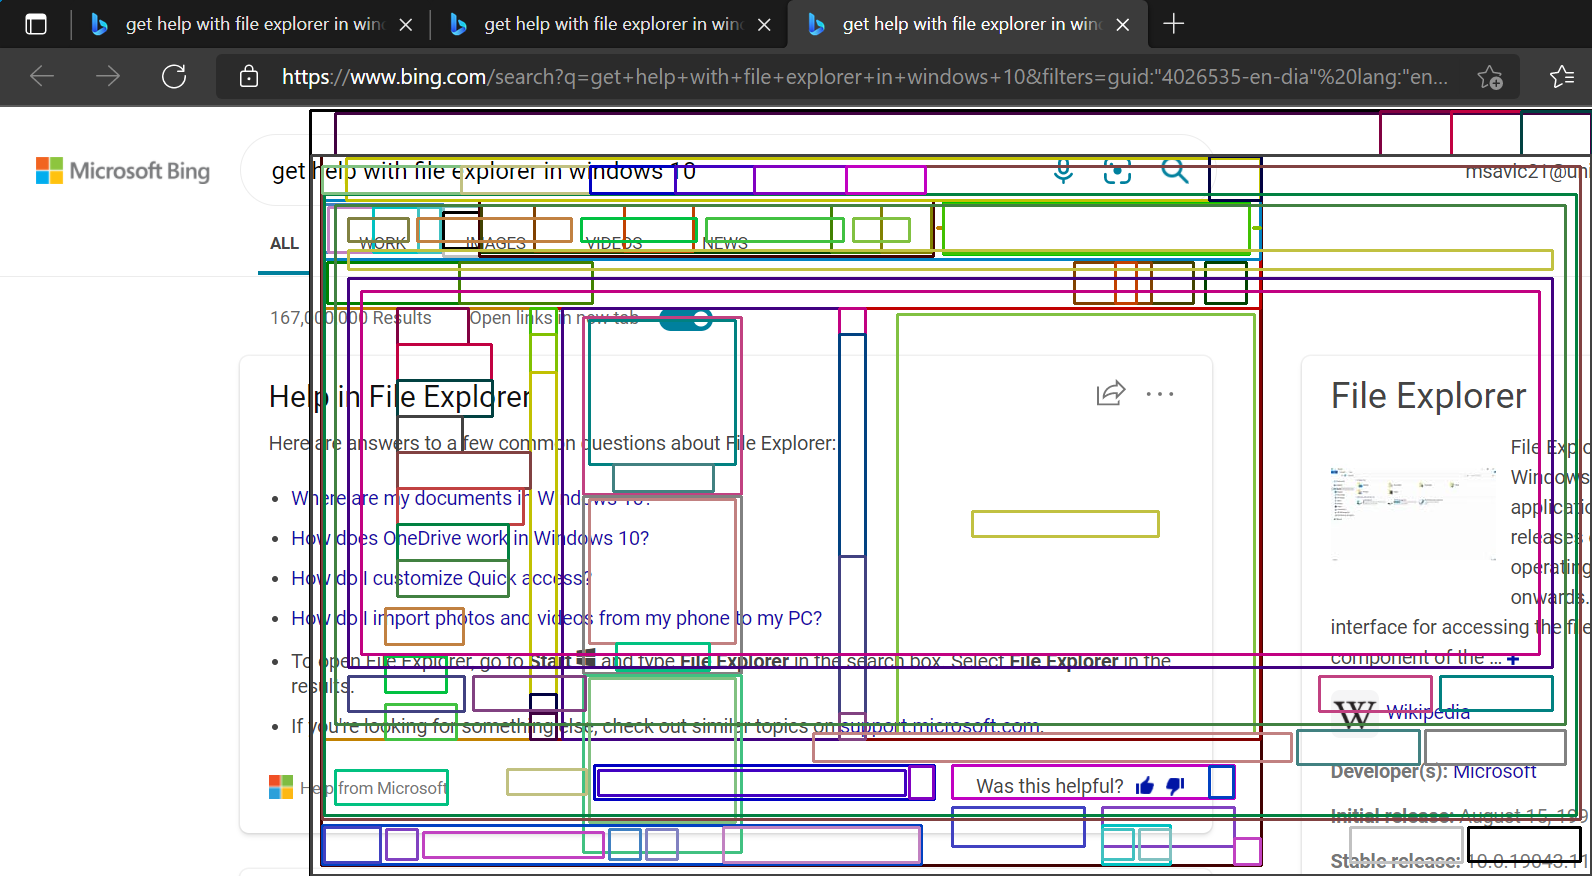 get help with file explorer in wind
get help with file explorer in wind
get help with file explorer in wind
https://www.bing.com/search?q=get+help+with+file+explorer+in+windows+10&filters=guid:"4026535-en-dia"%20lang:"en...
Microsoft Bing
get help with file explorer in windows 10
msavic21@uni
ALL WORK IMAGES VIDEOS NEWS
167,000,000 Results Open links in new tab
Help in File Explorer
Here are answers to a few common questions about File Explorer:
• Where are my documents in Windows 10?
• How does OneDrive work in Windows 10?
• How do I customize Quick access?
• How do I import photos and videos from my phone to my PC?
• To open File Explorer, go to Start and type File Explorer in the search box. Select File Explorer in the
results.
• If you're looking for something else, check out similar topics on support.microsoft.com.
Help from Microsoft
Was this helpful?
File Explorer
File Explo
Windows
applicatio
releases o
operating
onwards.
interface for accessing the file
component of the ... +
W Wikipedia
Developer(s): Microsoft
Initial release: August 15, 199
Stable release: 10.0.19043.11